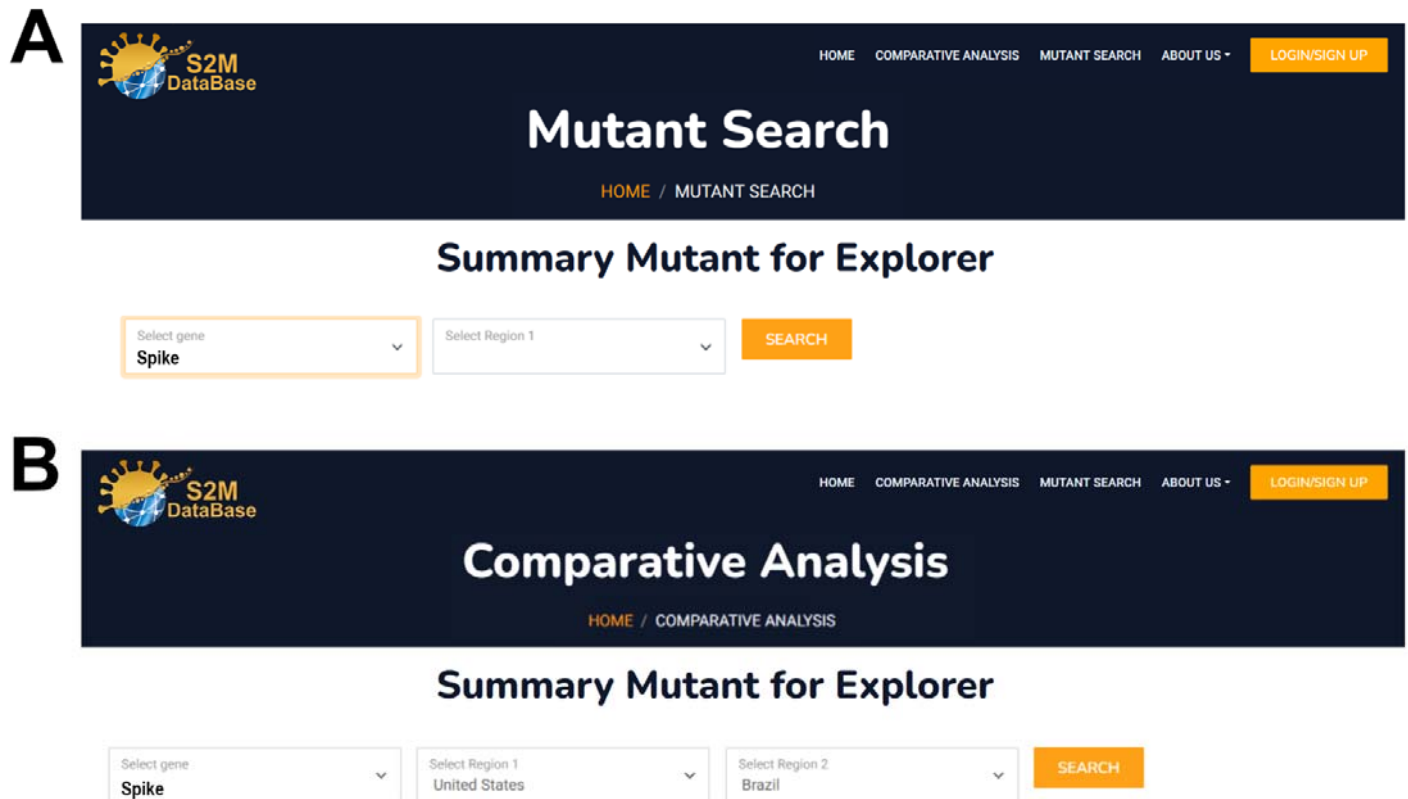 A
S2M
DataBase
HOME COMPARATIVE ANALYSIS MUTANT SEARCH ABOUT US LOGIN/SIGN UP
Mutant Search
HOME / MUTANT SEARCH
Summary Mutant for Explorer
Select gene
Spike
Select Region 1
SEARCH
B
S2M
DataBase
HOME COMPARATIVE ANALYSIS MUTANT SEARCH ABOUT US LOGIN/SIGN UP
Comparative Analysis
HOME / COMPARATIVE ANALYSIS
Summary Mutant for Explorer
Select gene
Spike
Select Region 1
United States
Select Region 2
Brazil
SEARCH